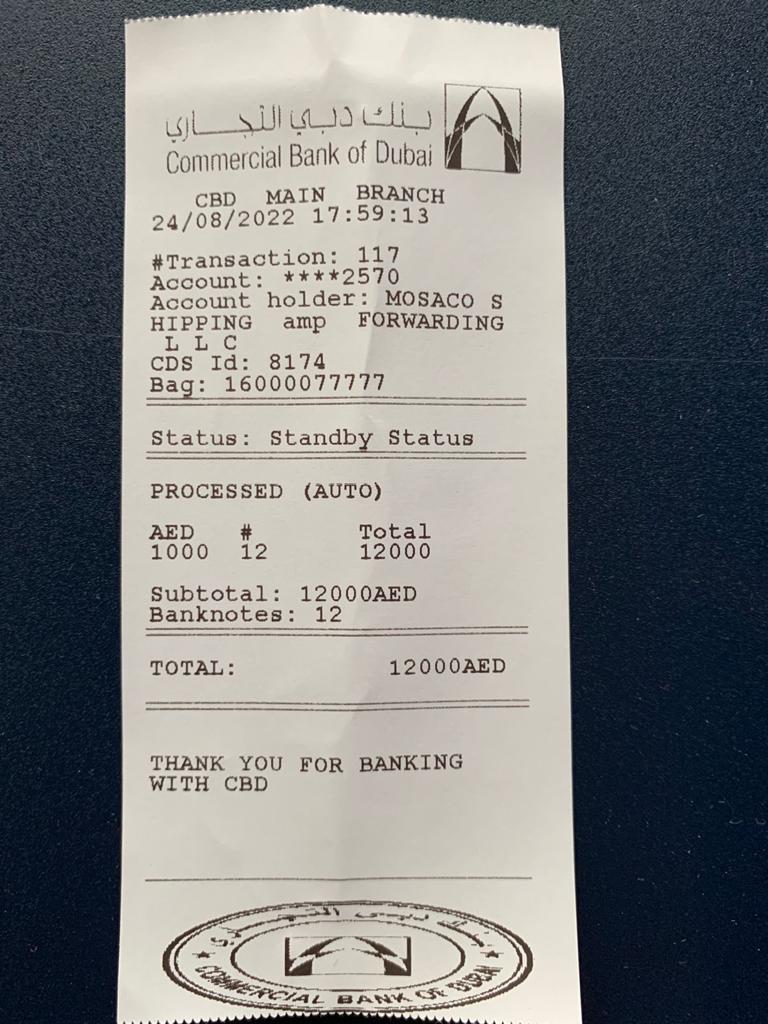 بنك دبي التجاري
Commercial Bank of Dubai
CBD MAIN BRANCH
24/08/2022 17:59:13
#Transaction: 117
Account: ****2570
Account holder: MOSACO S
HIPPING amp FORWARDING
L L C
CDS Id: 8174
Bag: 16000077777
Status: Standby Status
PROCESSED (AUTO)
AED # Total
1000 12 12000
Subtotal: 12000AED
Banknotes: 12
TOTAL: 12000AED
THANK YOU FOR BANKING
WITH CBD
بنك دبي التجاري
COMMERCIAL BANK OF DUBAI